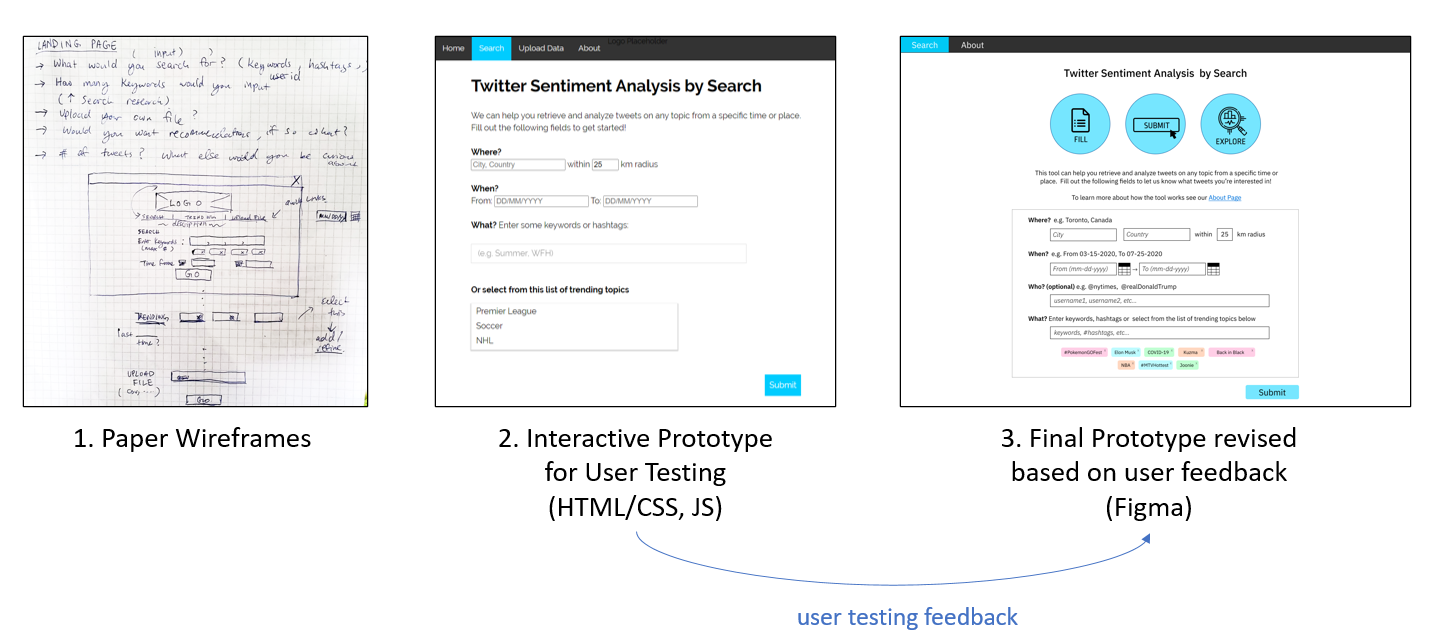 LANDING PAGE
( input) )
→ What would you search for? (keywords, hashtags,
user id
→ How many keywords would you input
(↑ Search research)
→ Upload your own file?
→ Would you want recommendations, if so what?
→ # of tweets? What else would you be curious
about
X
LOGO
SEARCH | TRENDING | Upload File
description
SEARCH
Enter keywords :
Time frame
GO
TRENDING
select
this
add/
refine
last
time?
UPLOAD
FILE
(csv, ....)
GO
1. Paper Wireframes
Home Search Upload Data About Logo Placeholder
Twitter Sentiment Analysis by Search
We can help you retrieve and analyze tweets on any topic from a specific time or place.
Fill out the following fields to get started!
Where?
City, Country within 25 km radius
When?
From: DD/MM/YYYY To: DD/MM/YYYY
What? Enter some keywords or hashtags:
(e.g. Summer, WFH)
Or select from this list of trending topics
Premier League
Soccer
NHL
Submit
2. Interactive Prototype
for User Testing
(HTML/CSS, JS)
Search About
Twitter Sentiment Analysis by Search
FILL
SUBMIT
EXPLORE
This tool can help you retrieve and analyze tweets on any topic from a specific time or
place. Fill out the following fields to let us know what tweets you're interested in!
To learn more about how the tool works see our About Page
Where? e.g. Toronto, Canada
City Country within 25 km radius
When? e.g. From 03-15-2020, To 07-25-2020
From (mm-dd-yyyy) → To (mm-dd-yyyy)
Who? (optional) e.g. @nytimes, @realDonaldTrump
username1, username2, etc...
What? Enter keywords, hashtags or select from the list of trending topics below
keywords, #hashtags, etc...
#PokemonGOFest Elon Musk COVID-19 Kuzma Back in Black
NBA #MTVHottest Joonie
Submit
3. Final Prototype revised
based on user feedback
(Figma)
user testing feedback